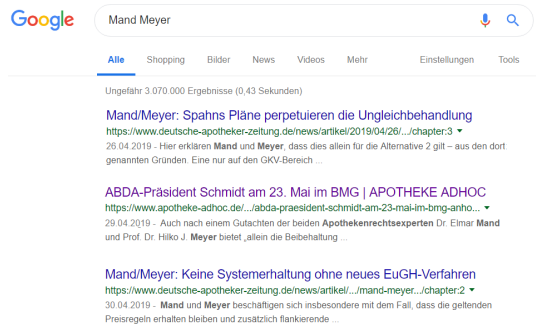 Google Mand Meyer
Alle Shopping Bilder News Videos Mehr Einstellungen Tools
Ungefähr 3.070.000 Ergebnisse (0,43 Sekunden)
Mand/Meyer: Spahns Pläne perpetuieren die Ungleichbehandlung
https://www.deutsche-apotheker-zeitung.de/news/artikel/2019/04/26/.../chapter:3
26.04.2019 - Hier erklären Mand und Meyer, dass dies allein für die Alternative 2 gilt – aus den dort
genannten Gründen. Eine nur auf den GKV-Bereich ...
ABDA-Präsident Schmidt am 23. Mai im BMG | APOTHEKE ADHOC
https://www.apotheke-adhoc.de/.../abda-praesident-schmidt-am-23-mai-im-bmg-anho...
29.04.2019 - Auch nach einem Gutachten der beiden Apothekenrechtsexperten Dr. Elmar Mand
und Prof. Dr. Hilko J. Meyer bietet „allein die Beibehaltung ...
Mand/Meyer: Keine Systemerhaltung ohne neues EuGH-Verfahren
https://www.deutsche-apotheker-zeitung.de/news/artikel/.../mand-meyer.../chapter:2
30.04.2019 - Mand und Meyer beschäftigen sich insbesondere mit dem Fall, dass die geltenden
Preisregeln erhalten bleiben und zusätzlich flankierende ...